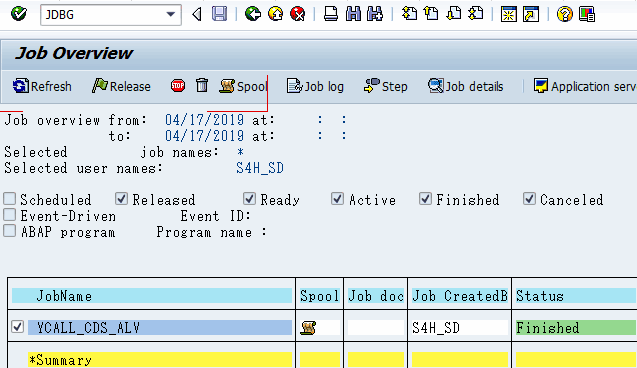 JDBG
Job Overview
Refresh Release Spool Job log Step Job details Application serve
Job overview from: 04/17/2019 at: : :
to: 04/17/2019 at: : :
Selected job names: *
Selected user names: S4H_SD
Scheduled Released Ready Active Finished Canceled
Event-Driven Event ID:
ABAP program Program name :
JobName Spool Job doc Job CreatedB Status
YCALL_CDS_ALV S4H_SD Finished
*Summary